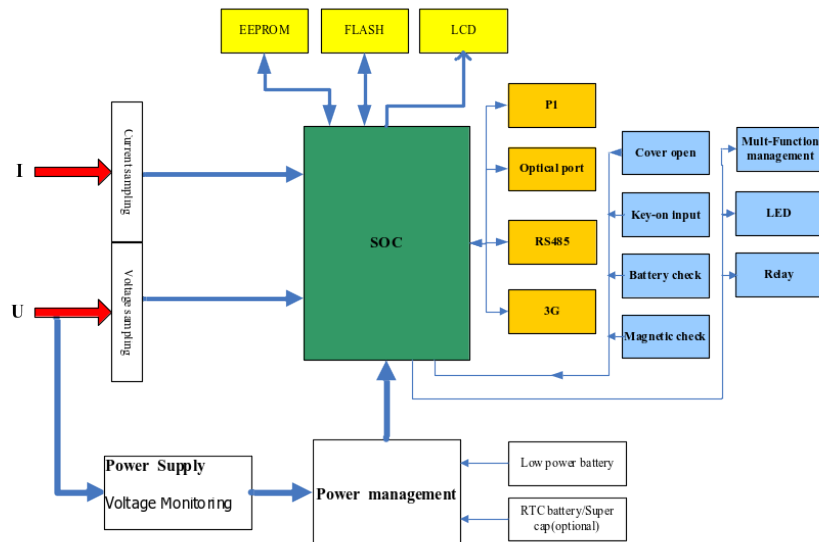 EEPROM
FLASH
LCD
P1
Optical port
RS485
3G
Cover open
Key-on input
Battery check
Magnetic check
Mult-Function
management
LED
Relay
I
Current sampling
SOC
U
Voltage sampling
Power Supply
Voltage Monitoring
Power management
Low power battery
RTC battery/Super
cap(optional)